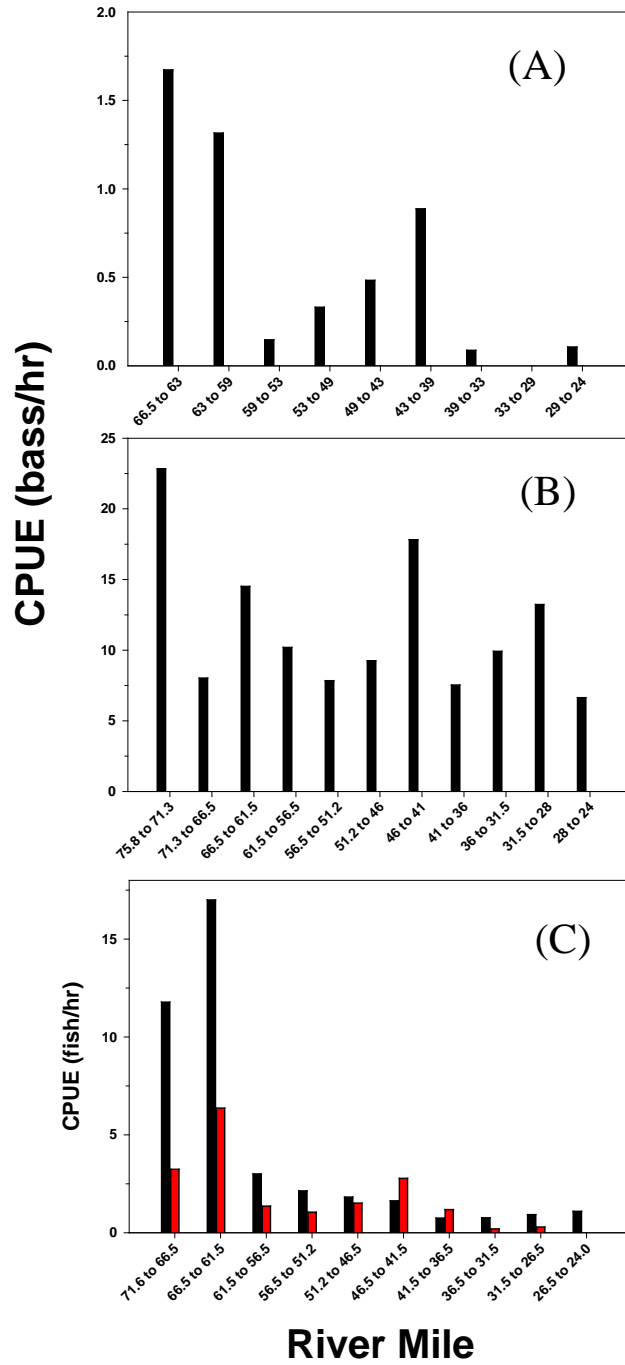 CPUE (bass/hr)
(A)
2.0
1.5
1.0
0.5
0.0
66.5 to 63
63 to 59
59 to 53
53 to 49
49 to 43
43 to 39
39 to 33
33 to 29
29 to 24
(B)
25
20
15
10
5
0
75.8 to 71.3
71.3 to 66.5
66.5 to 61.5
61.5 to 56.5
56.5 to 51.2
51.2 to 46
46 to 41
41 to 36
36 to 31.5
31.5 to 28
28 to 24
(C)
CPUE (fish/hr)
15
10
5
0
71.6 to 66.5
66.5 to 61.5
61.5 to 56.5
56.5 to 51.2
51.2 to 46.5
46.5 to 41.5
41.5 to 36.5
36.5 to 31.5
31.5 to 26.5
26.5 to 24.0
River Mile